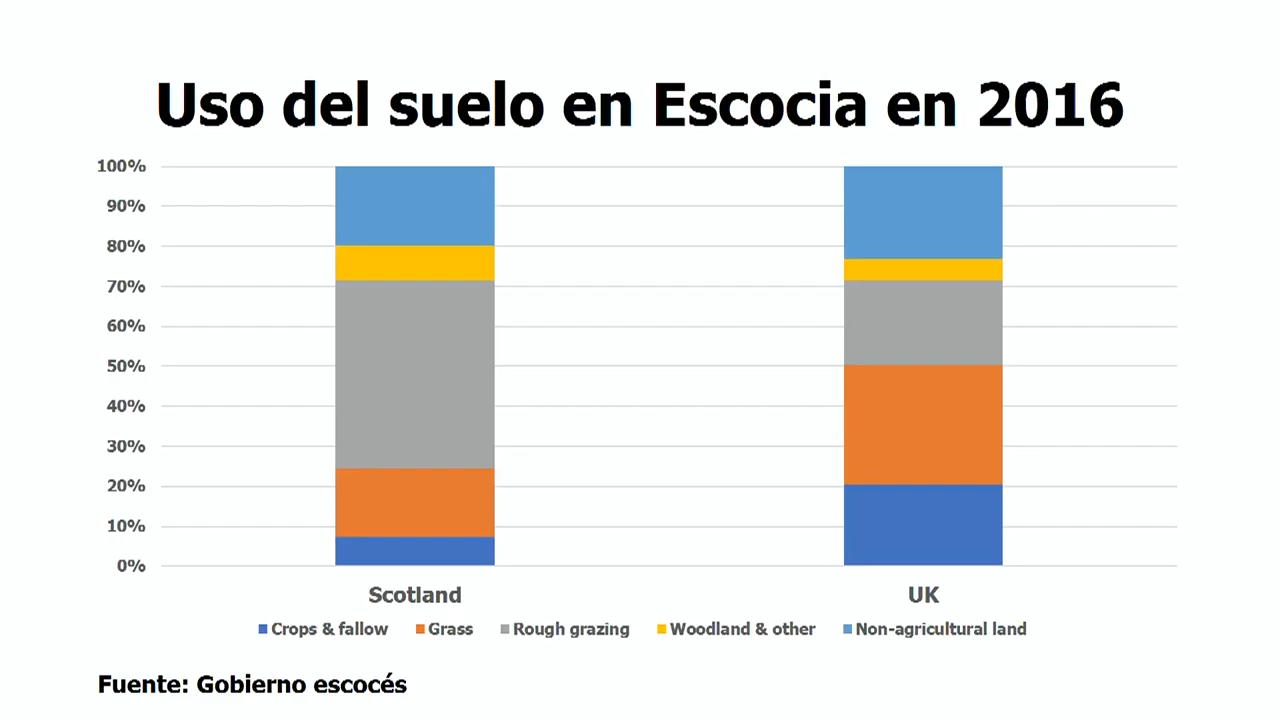 Uso del suelo en Escocia en 2016
100%
90%
80%
70%
60%
50%
40%
30%
20%
10%
0%
Scotland UK
Crops & fallow Grass Rough grazing Woodland & other Non-agricultural land
Fuente: Gobierno escocés